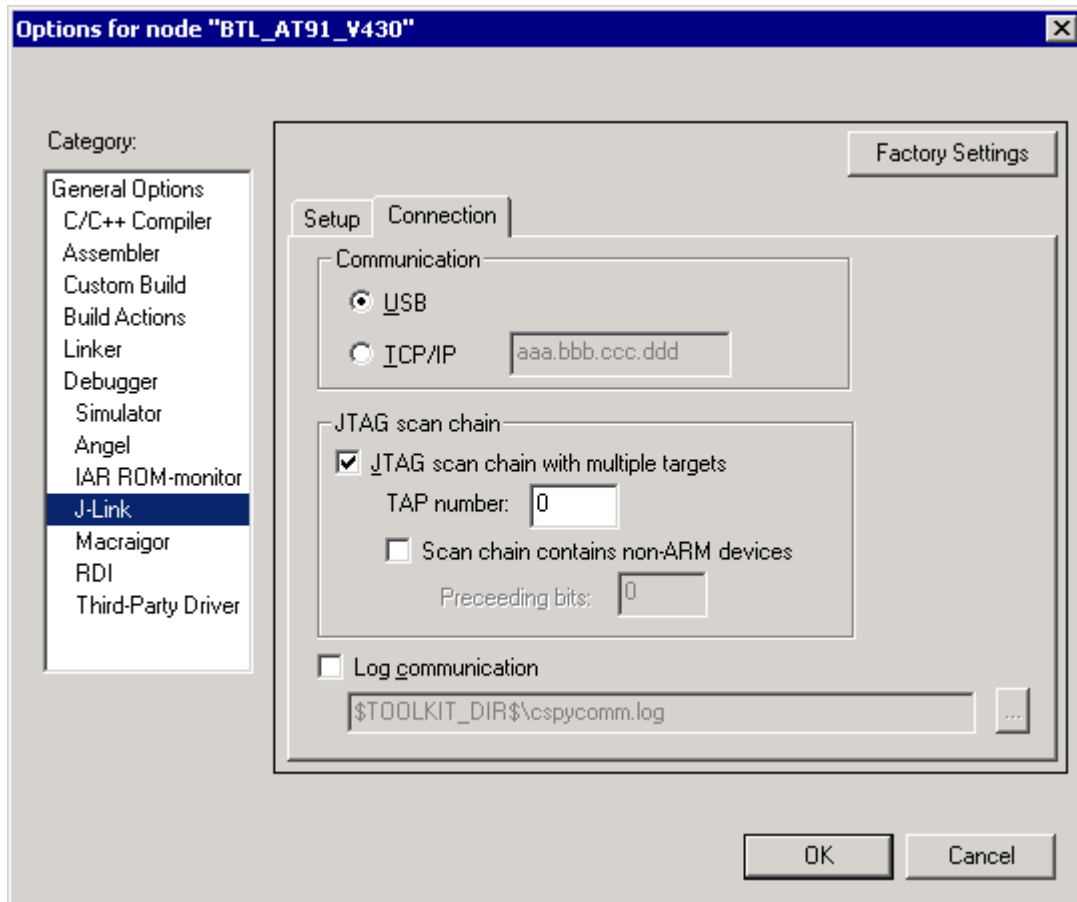 Options for node "BTL_AT91_V430"
Category:
Factory Settings
General Options
C/C++ Compiler
Assembler
Custom Build
Build Actions
Linker
Debugger
Simulator
Angel
IAR ROM-monitor
J-Link
Macraigor
RDI
Third-Party Driver
Setup Connection
Communication
USB
TCP/IP aaa.bbb.ccc.ddd
JTAG scan chain
JTAG scan chain with multiple targets
TAP number: 0
Scan chain contains non-ARM devices
Preceeding bits: 0
Log communication
$TOOLKIT_DIR$\cspycomm.log ...
OK Cancel